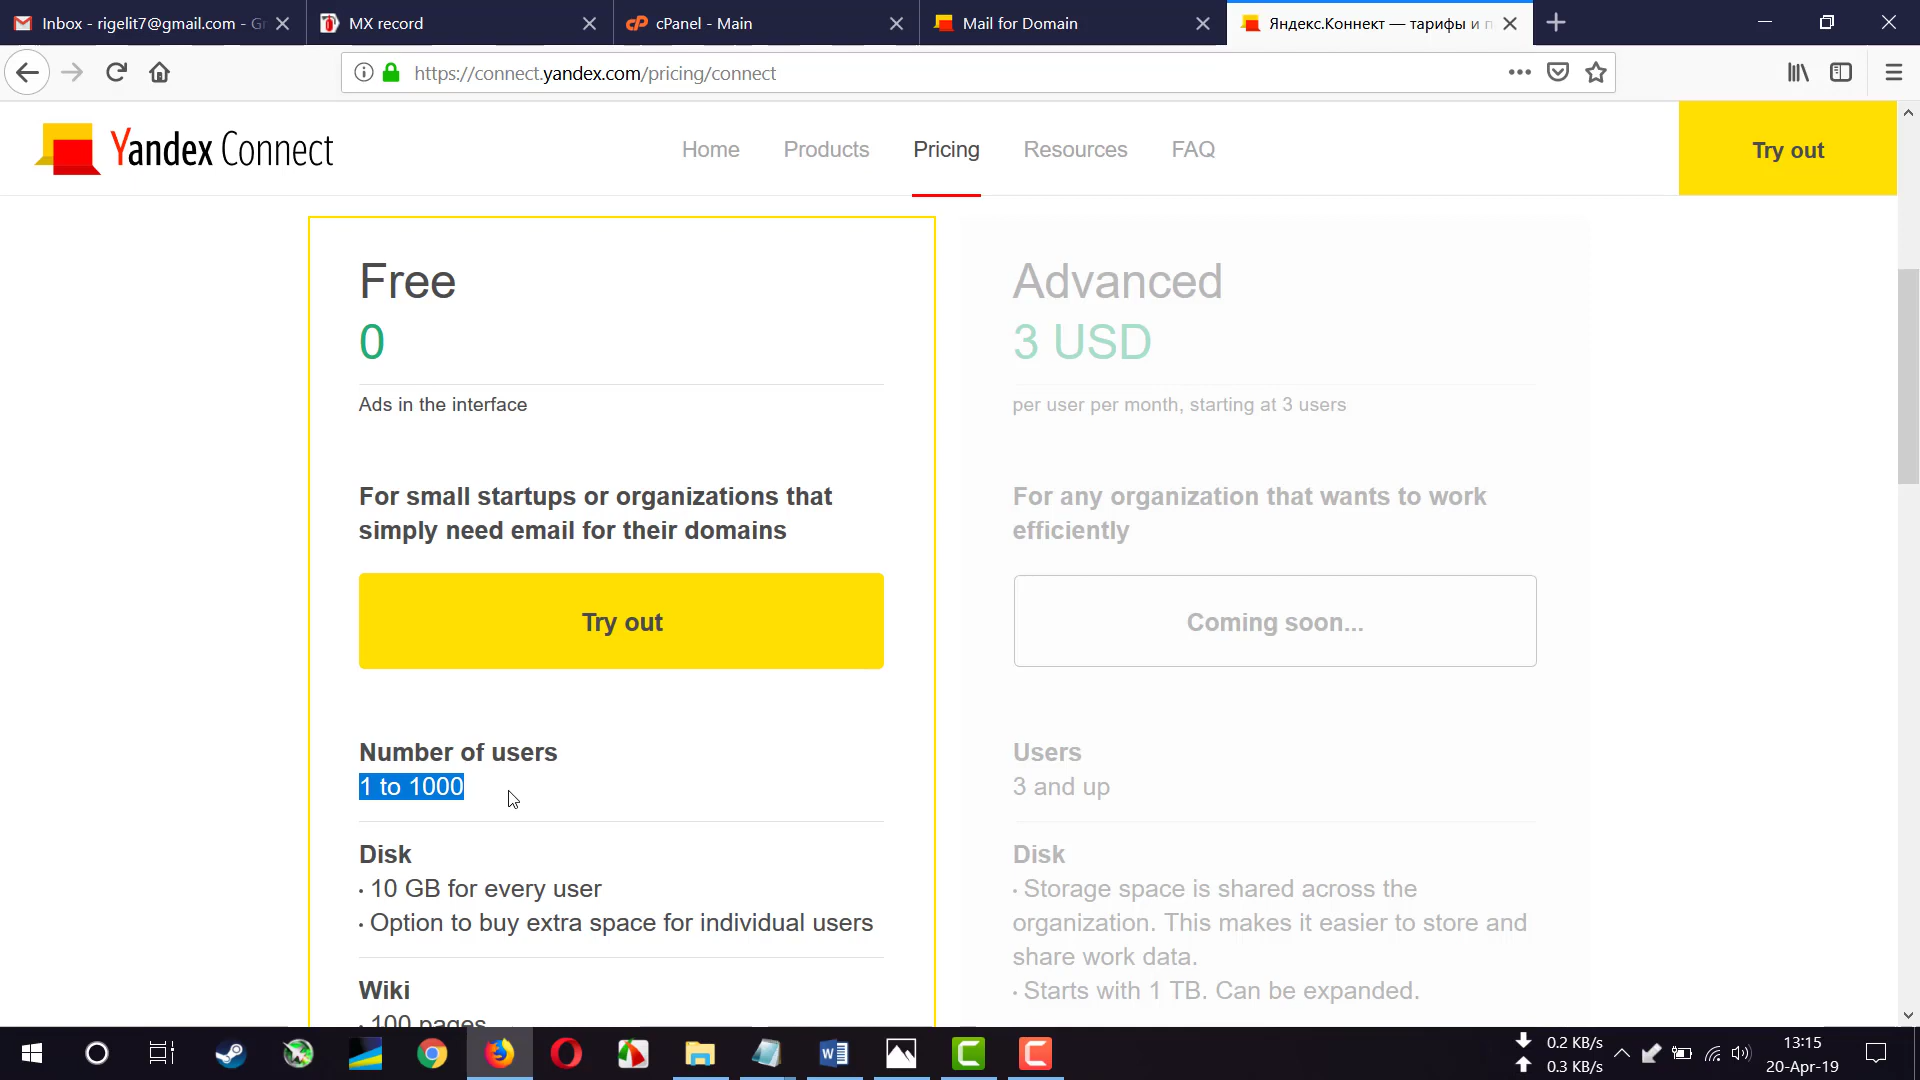 Inbox - rigelit7@gmail.com - G
MX record
cPanel - Main
Mail for Domain
Яндекс.Коннект — тарифы и п
https://connect.yandex.com/pricing/connect
Yandex Connect
Home
Products
Pricing
Resources
FAQ
Try out
Free
0
Ads in the interface
For small startups or organizations that
simply need email for their domains
Try out
Number of users
1 to 1000
Disk
· 10 GB for every user
· Option to buy extra space for individual users
Wiki
· 100 pages
Advanced
3 USD
per user per month, starting at 3 users
For any organization that wants to work
efficiently
Coming soon...
Users
3 and up
Disk
· Storage space is shared across the
organization. This makes it easier to store and
share work data.
· Starts with 1 TB. Can be expanded.
0.2 KB/s
0.3 KB/s
13:15
20-Apr-19